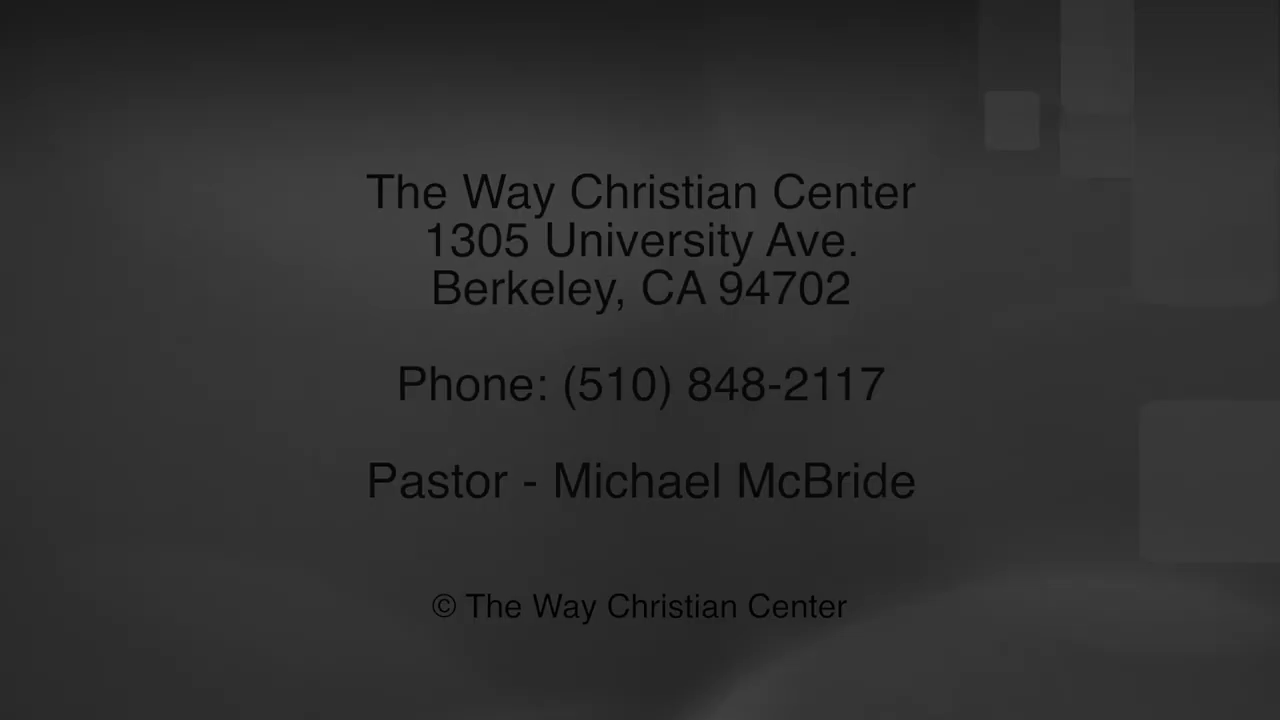 The Way Christian Center
1305 University Ave.
Berkeley, CA 94702
Phone: (510) 848-2117
Pastor - Michael McBride
© The Way Christian Center